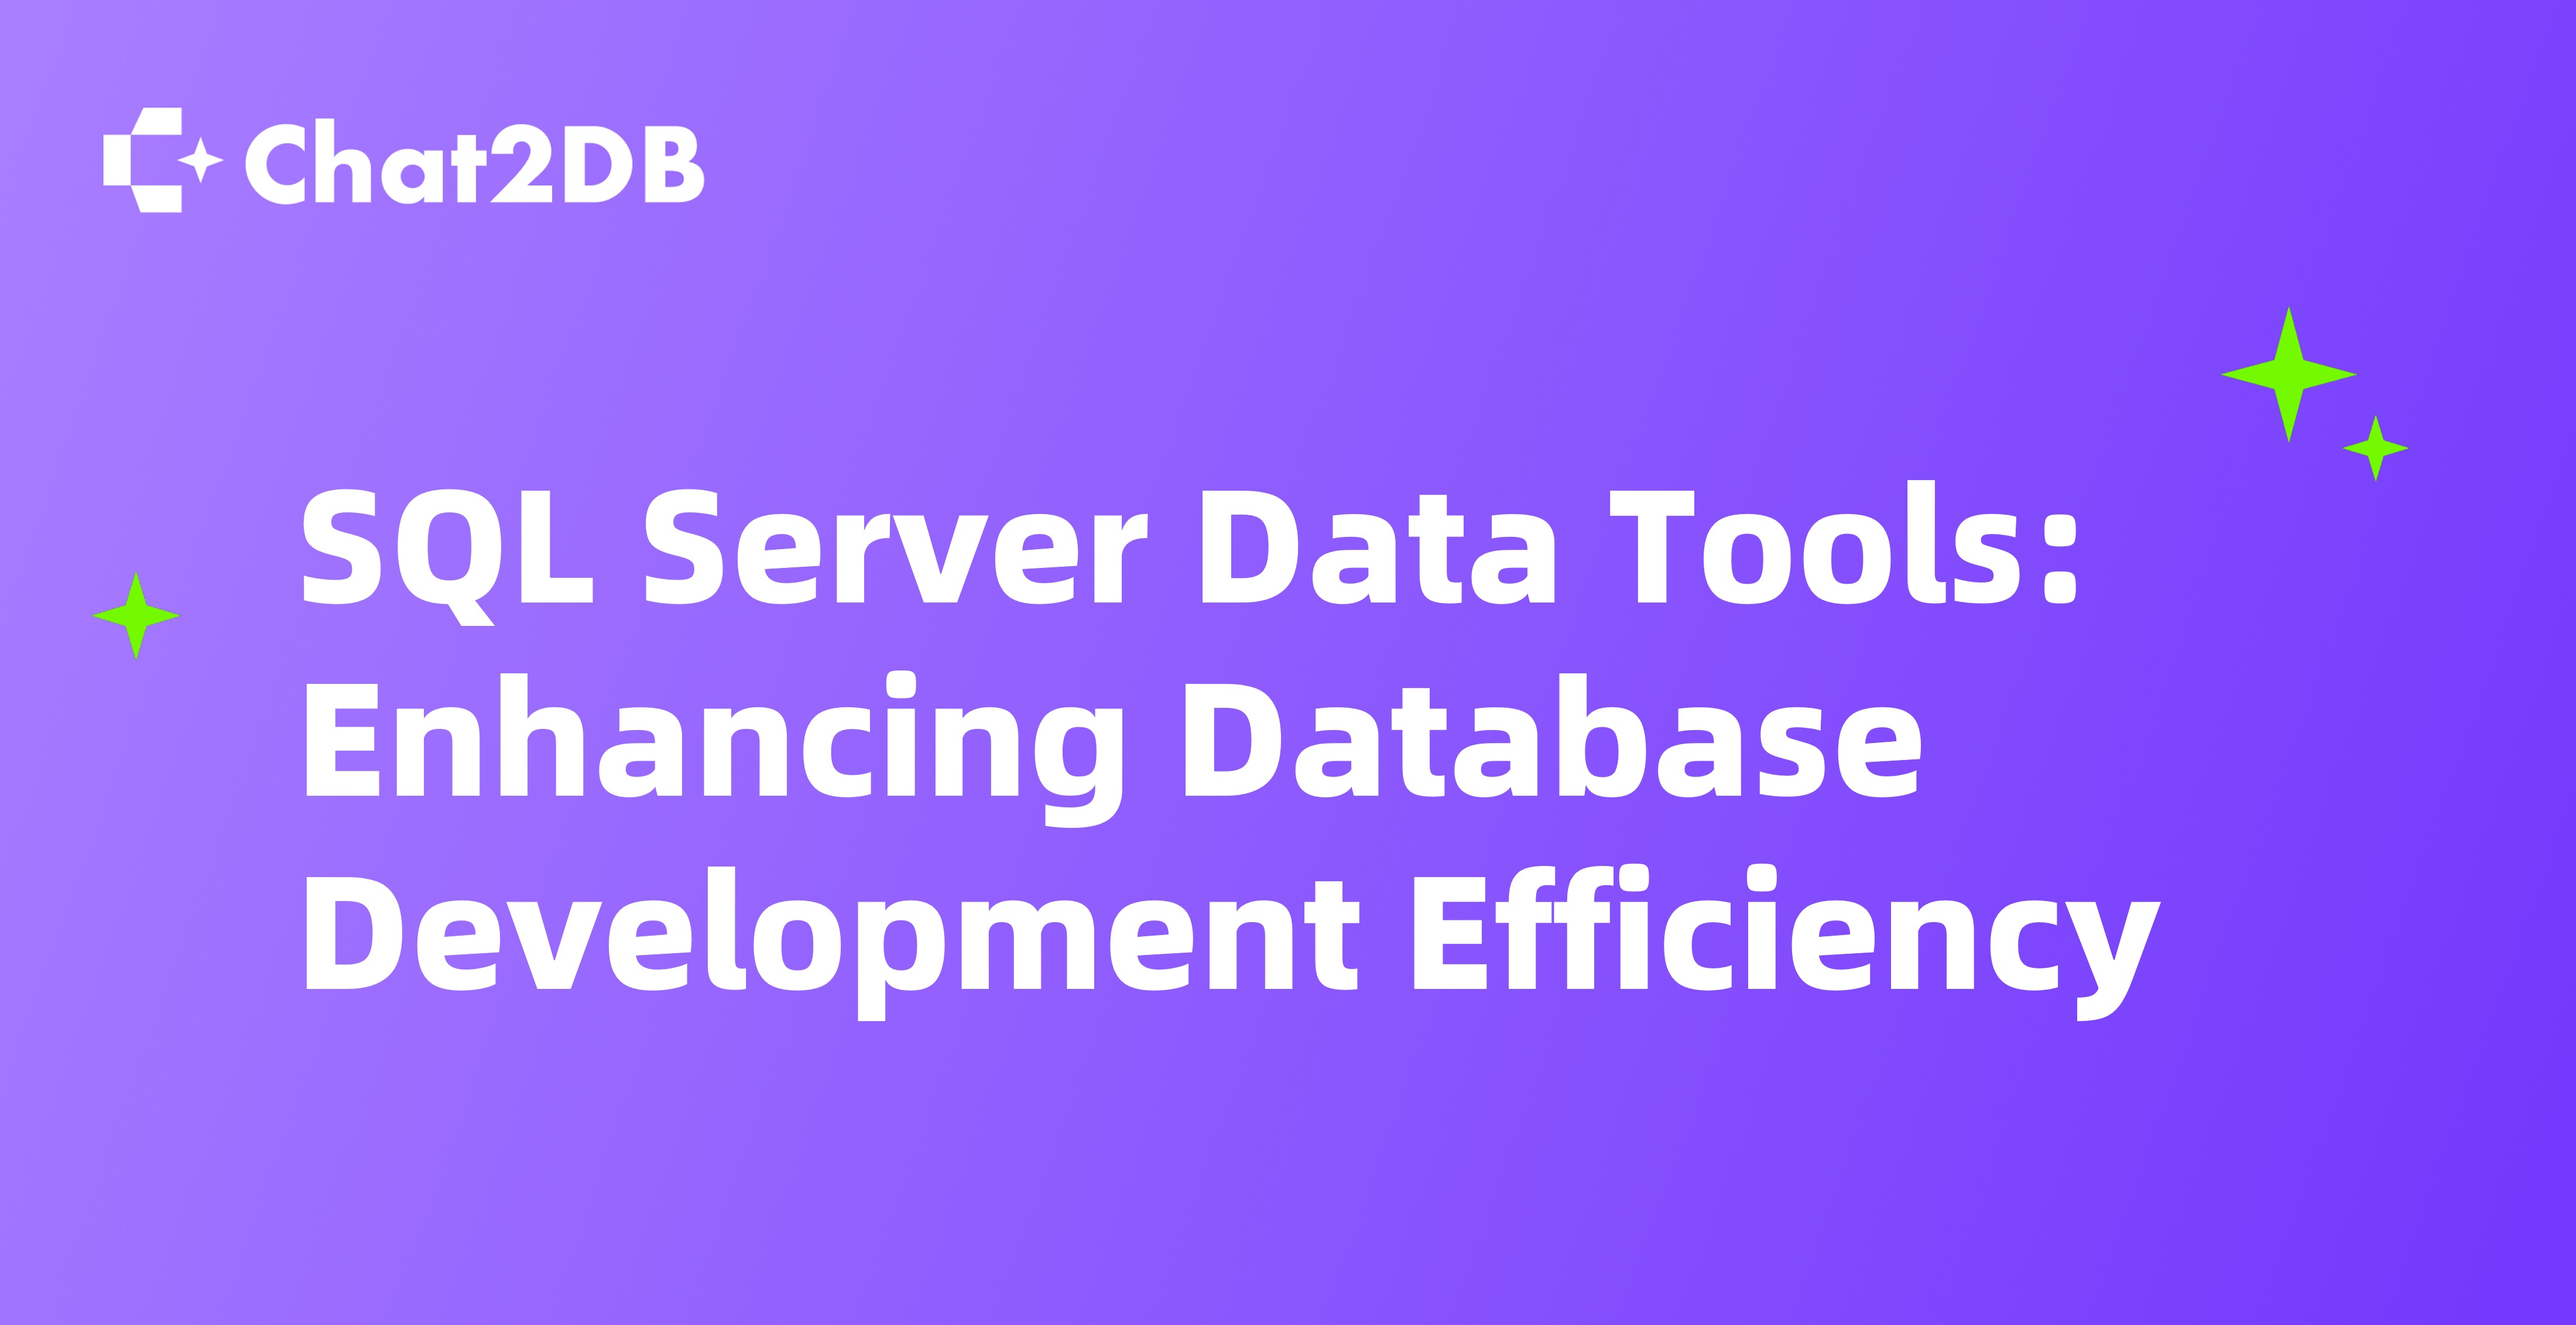 Chat2DB
SQL Server Data Tools:
Enhancing Database
Development Efficiency